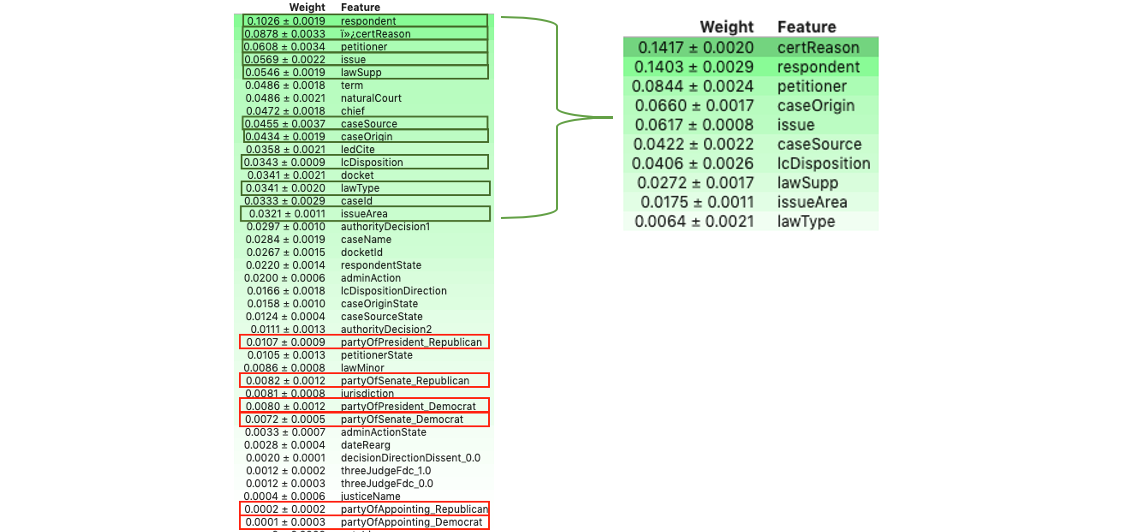 Weight Feature
0.1026 ± 0.0019 respondent
0.0878 ± 0.0033 ï»¿certReason
0.0608 ± 0.0034 petitioner
0.0569 ± 0.0022 issue
0.0546 ± 0.0019 lawSupp
0.0486 ± 0.0018 term
0.0486 ± 0.0021 naturalCourt
0.0472 ± 0.0018 chief
0.0455 ± 0.0037 caseSource
0.0434 ± 0.0019 caseOrigin
0.0358 ± 0.0021 ledCite
0.0343 ± 0.0009 lcDisposition
0.0341 ± 0.0021 docket
0.0341 ± 0.0020 lawType
0.0333 ± 0.0029 caseId
0.0321 ± 0.0011 issueArea
0.0297 ± 0.0010 authorityDecision1
0.0284 ± 0.0019 caseName
0.0267 ± 0.0015 docketId
0.0220 ± 0.0014 respondentState
0.0200 ± 0.0006 adminAction
0.0166 ± 0.0018 lcDispositionDirection
0.0158 ± 0.0010 caseOriginState
0.0124 ± 0.0004 caseSourceState
0.0111 ± 0.0013 authorityDecision2
0.0107 ± 0.0009 partyOfPresident_Republican
0.0105 ± 0.0013 petitionerState
0.0086 ± 0.0008 lawMinor
0.0082 ± 0.0012 partyOfSenate_Republican
0.0081 ± 0.0008 jurisdiction
0.0080 ± 0.0012 partyOfPresident_Democrat
0.0072 ± 0.0005 partyOfSenate_Democrat
0.0033 ± 0.0007 adminActionState
0.0028 ± 0.0004 dateRearg
0.0020 ± 0.0001 decisionDirectionDissent_0.0
0.0012 ± 0.0002 threeJudgeFdc_1.0
0.0012 ± 0.0003 threeJudgeFdc_0.0
0.0004 ± 0.0006 justiceName
0.0002 ± 0.0002 partyOfAppointing_Republican
0.0001 ± 0.0003 partyOfAppointing_Democrat
Weight Feature
0.1417 ± 0.0020 certReason
0.1403 ± 0.0029 respondent
0.0844 ± 0.0024 petitioner
0.0660 ± 0.0017 caseOrigin
0.0617 ± 0.0008 issue
0.0422 ± 0.0022 caseSource
0.0406 ± 0.0026 lcDisposition
0.0272 ± 0.0017 lawSupp
0.0175 ± 0.0011 issueArea
0.0064 ± 0.0021 lawType